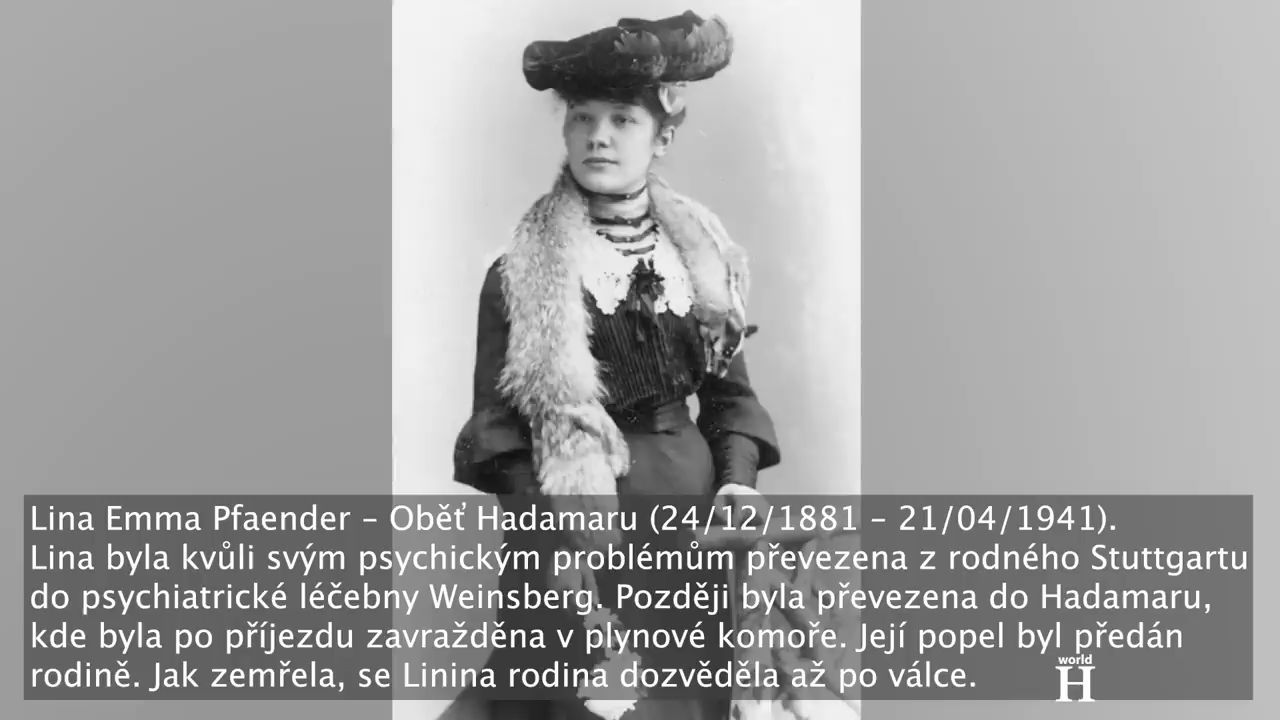 Lina Emma Pfaender – Oběť Hadamaru (24/12/1881 – 21/04/1941).
Lina byla kvůli svým psychickým problémům převezena z rodného Stuttgartu
do psychiatrické léčebny Weinsberg. Později byla převezena do Hadamaru,
kde byla po příjezdu zavražděna v plynové komoře. Její popel byl předán
rodině. Jak zemřela, se Linina rodina dozvěděla až po válce.
world
H